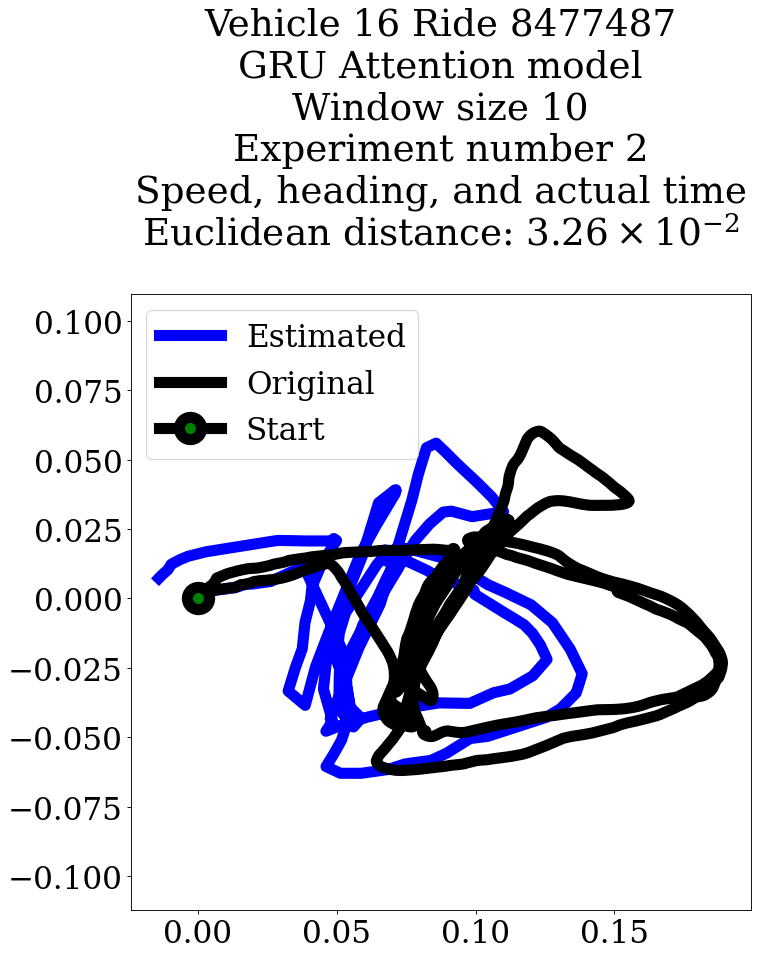 Vehicle 16 Ride 8477487
GRU Attention model
Window size 10
Experiment number 2
Speed, heading, and actual time
Euclidean distance: 3.26 × 10⁻²
Estimated
Original
Start
0.100
0.075
0.050
0.025
0.000
−0.025
−0.050
−0.075
−0.100
0.00 0.05 0.10 0.15